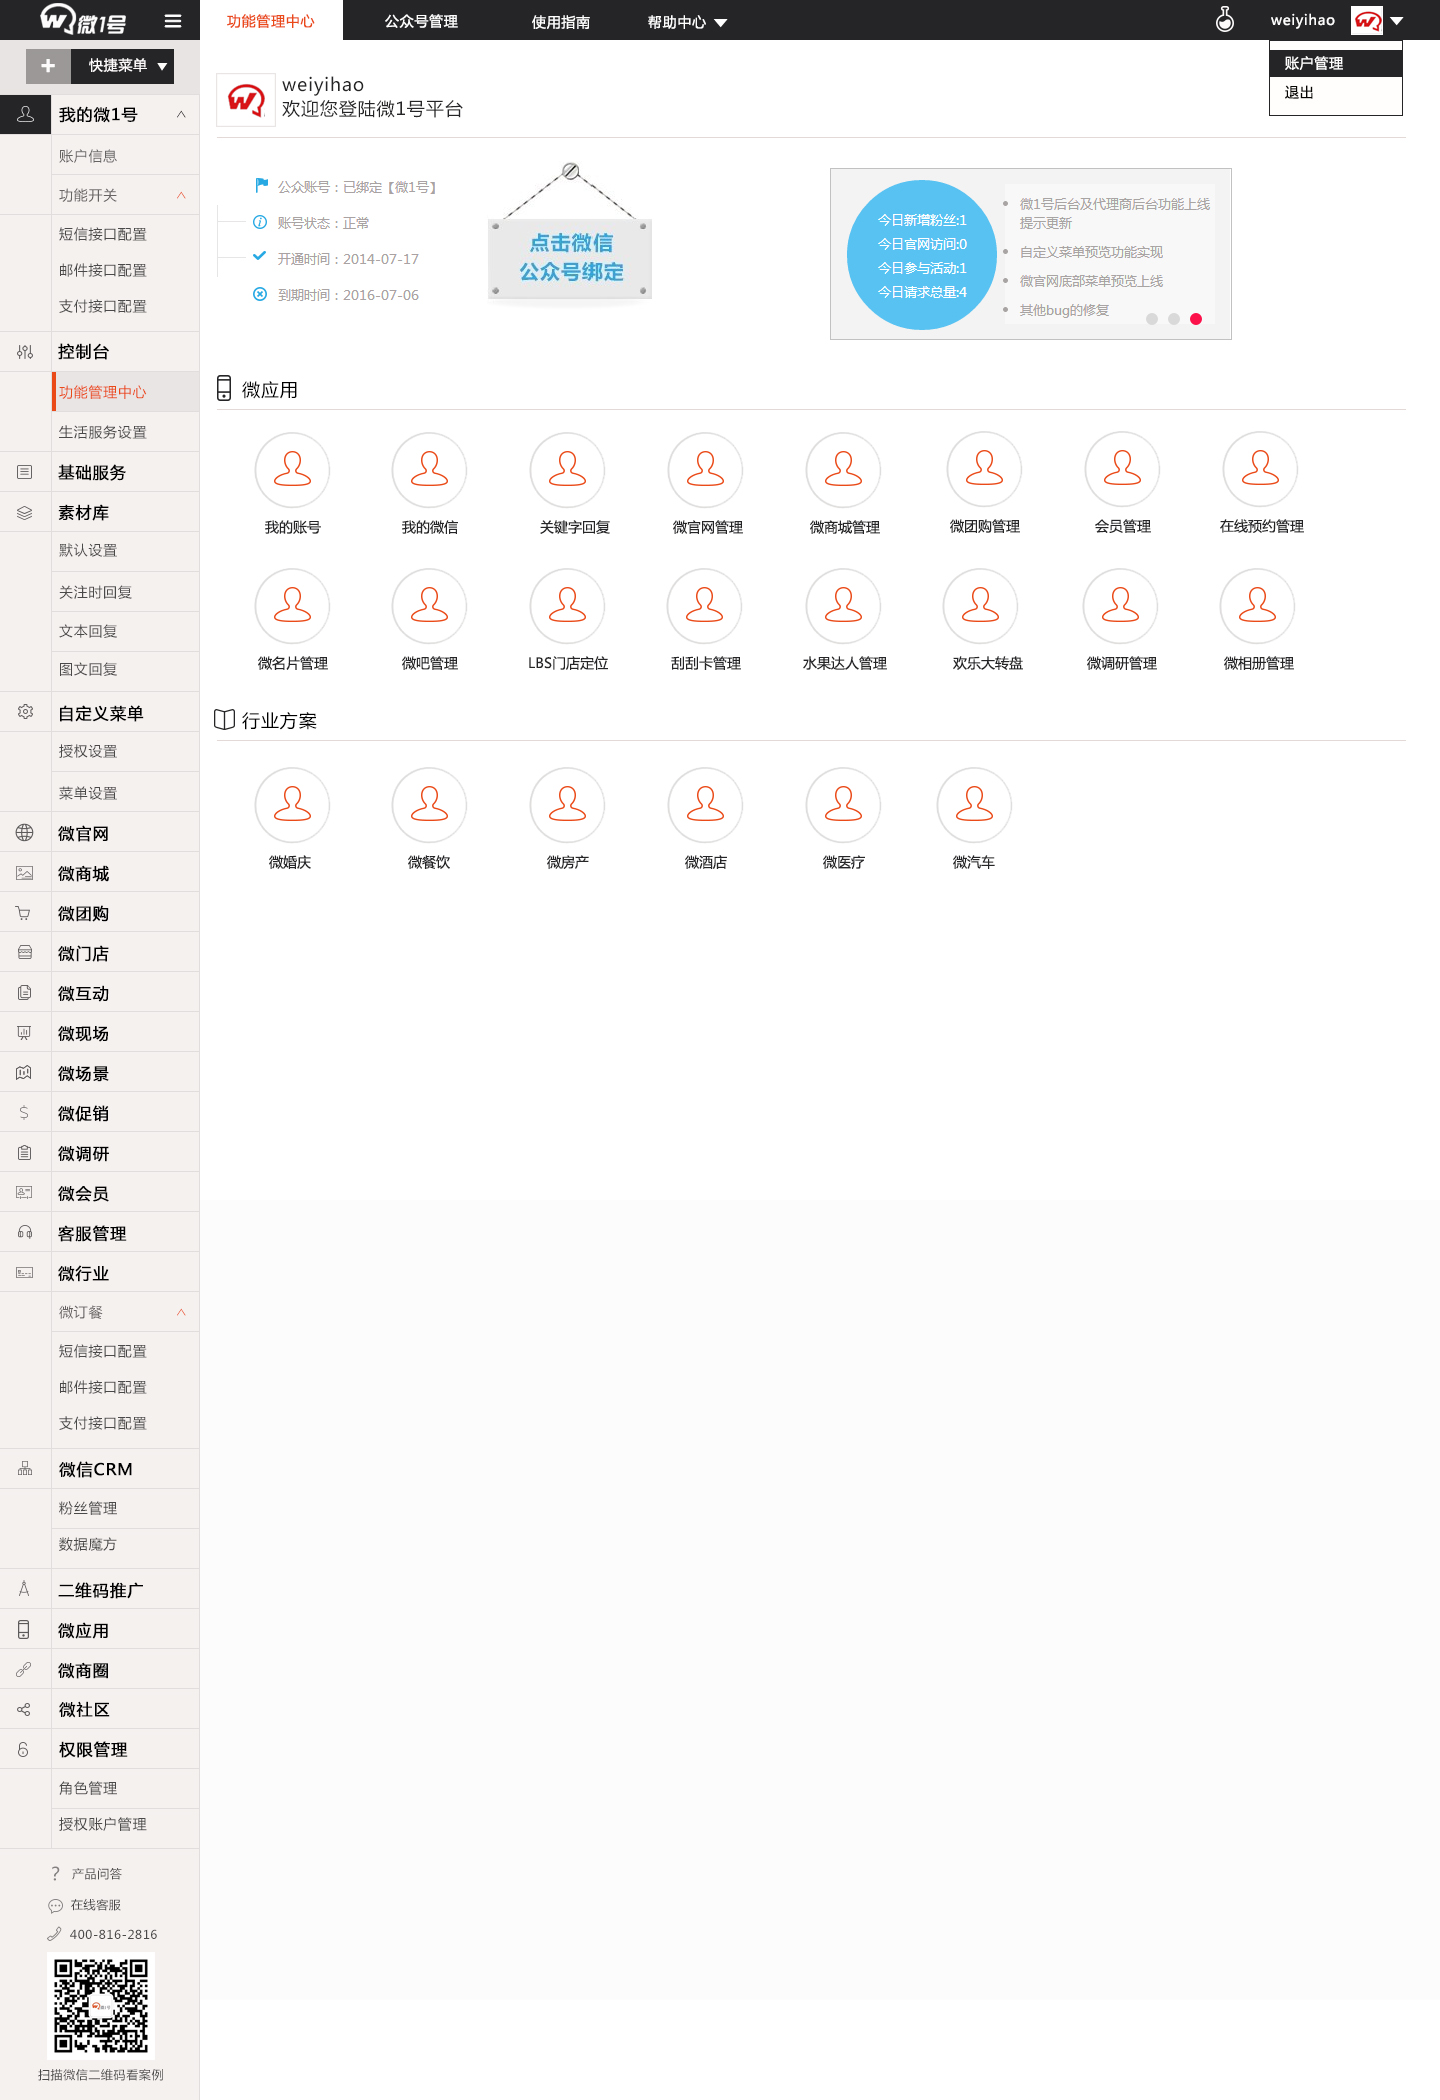 微1号
功能管理中心
公众号管理
使用指南
帮助中心
weiyihao
账户管理
退出
快捷菜单
我的微1号
账户信息
功能开关
短信接口配置
邮件接口配置
支付接口配置
控制台
功能管理中心
生活服务设置
基础服务
素材库
默认设置
关注时回复
文本回复
图文回复
自定义菜单
授权设置
菜单设置
微官网
微商城
微团购
微门店
微互动
微现场
微场景
微促销
微调研
微会员
客服管理
微行业
微订餐
短信接口配置
邮件接口配置
支付接口配置
微信CRM
粉丝管理
数据魔方
二维码推广
微应用
微商圈
微社区
权限管理
角色管理
授权账户管理
产品问答
在线客服
400-816-2816
扫描微信二维码看案例
weiyihao
欢迎您登陆微1号平台
公众账号：已绑定【微1号】
账号状态：正常
开通时间：2014-07-17
到期时间：2016-07-06
点击微信
公众号绑定
今日新增粉丝:1
今日官网访问:0
今日参与活动:1
今日请求总量:4
微1号后台及代理商后台功能上线
提示更新
自定义菜单预览功能实现
微官网底部菜单预览上线
其他bug的修复
微应用
我的账号
我的微信
关键字回复
微官网管理
微商城管理
微团购管理
会员管理
在线预约管理
微名片管理
微吧管理
LBS门店定位
刮刮卡管理
水果达人管理
欢乐大转盘
微调研管理
微相册管理
行业方案
微婚庆
微餐饮
微房产
微酒店
微医疗
微汽车